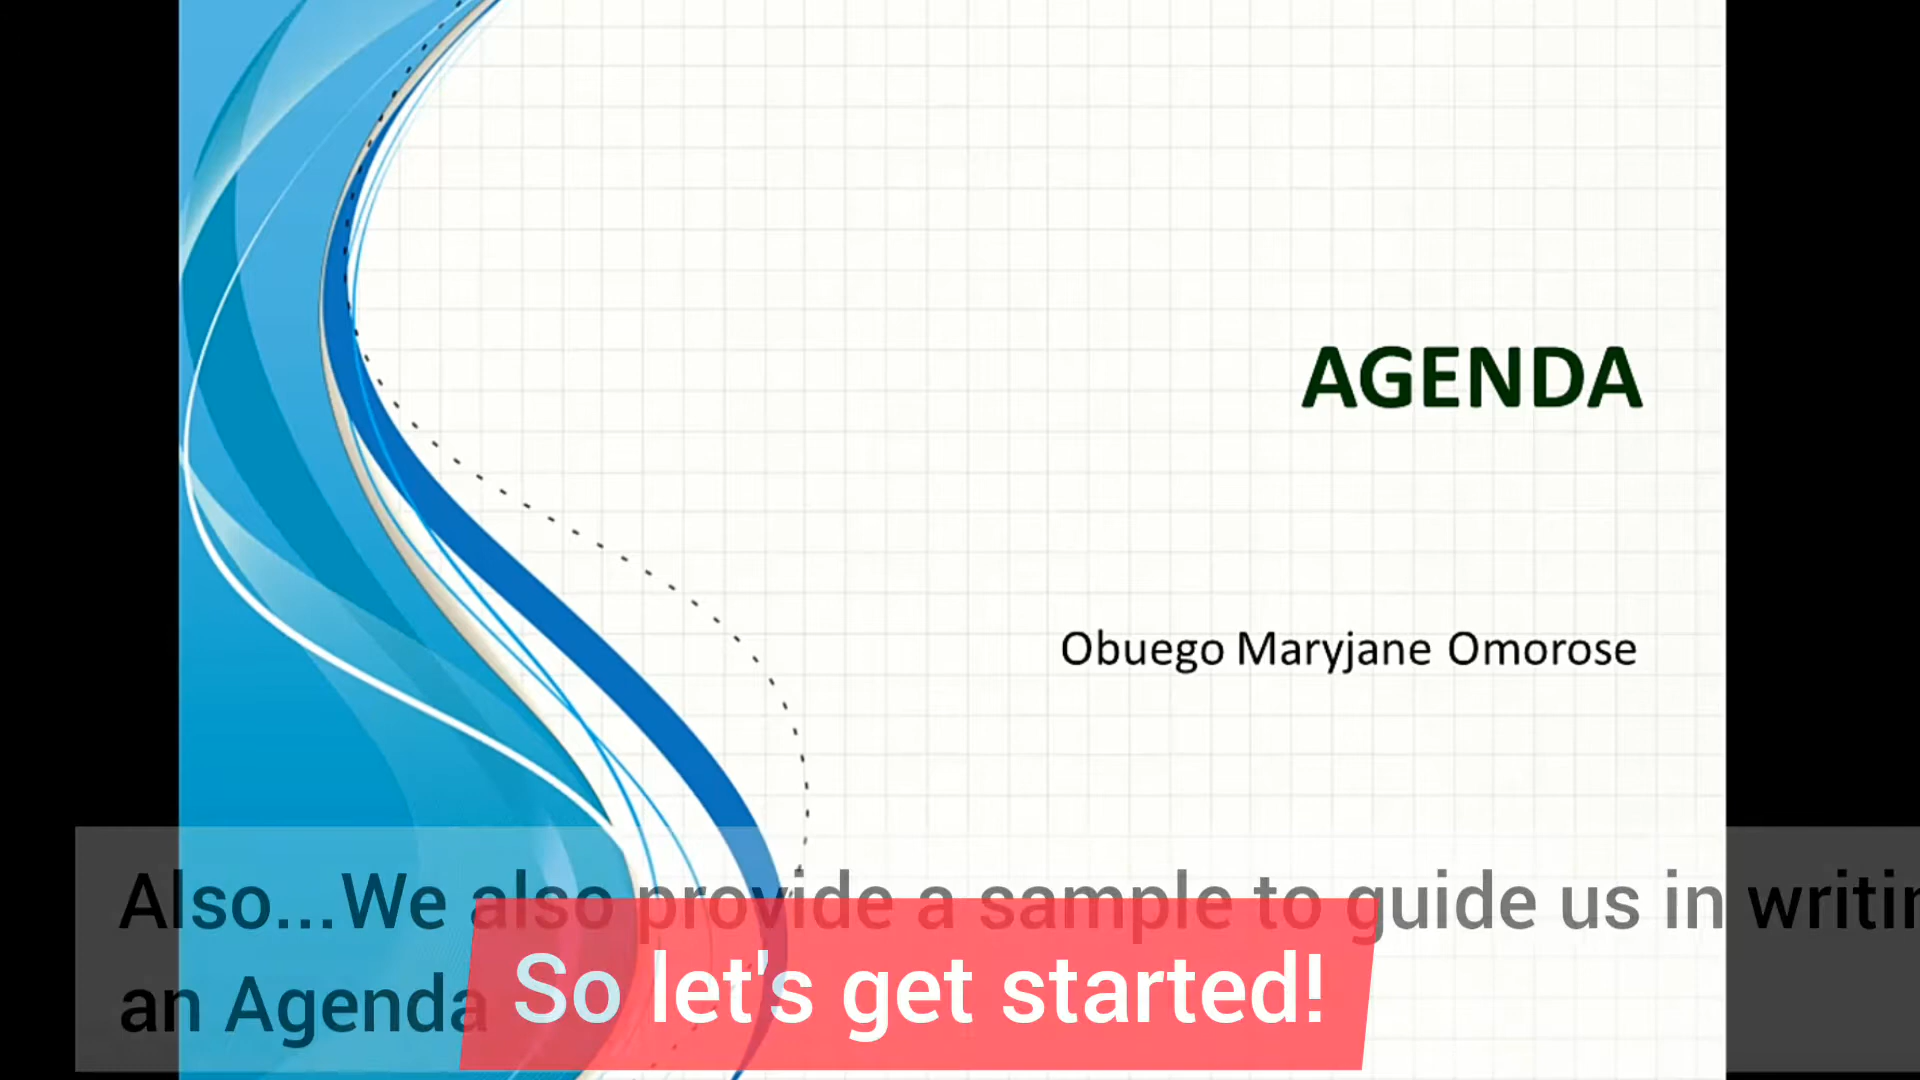 AGENDA
Obuego Maryjane Omorose
Also...We also provide a sample to guide us in
an Agenda
So let's get started!